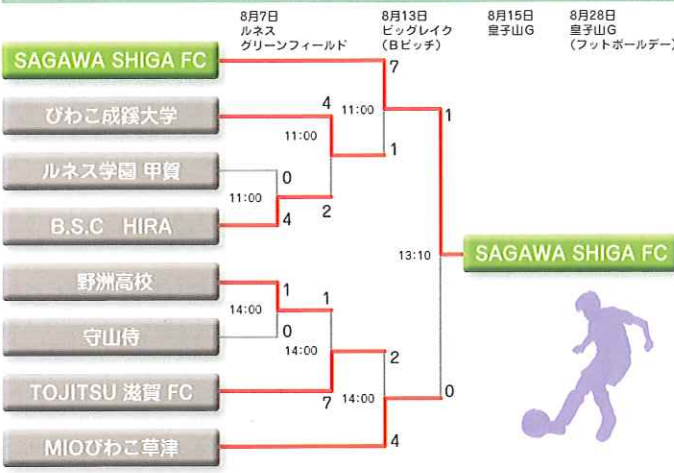 8月7日
ルネス
グリーンフィールド
8月13日
ビッグレイク
(Bピッチ)
8月15日
皇子山G
8月28日
皇子山G
(フットボールデー)
SAGAWA SHIGA FC
7
びわこ成蹊大学
4
11:00
1
11:00
1
ルネス学園 甲賀
0
11:00
2
B.S.C HIRA
4
13:10
SAGAWA SHIGA FC
野洲高校
1
1
14:00
守山侍
0
14:00
2
TOJITSU 滋賀 FC
7
14:00
0
MIOびわこ草津
4